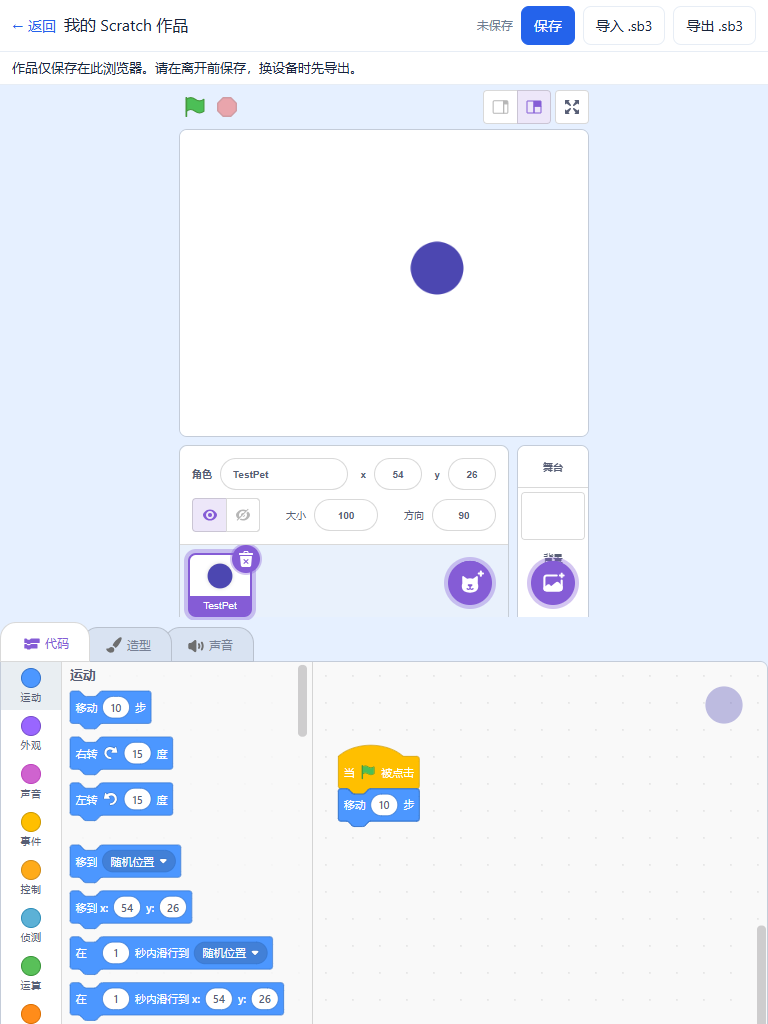 ← 返回 我的 Scratch 作品 未保存 保存 导入 .sb3 导出 .sb3
作品仅保存在此浏览器。请在离开前保存，换设备时先导出。
角色 TestPet x 54 y 26
舞台
大小 100 方向 90
背景
TestPet
代码 造型 声音
运动
外观
声音
事件
控制
侦测
运算
运动
移动 10 步
右转 15 度
左转 15 度
移到 随机位置
移到 x: 54 y: 26
在 1 秒内滑行到 随机位置
在 1 秒内滑行到 x: 54 y: 26
当 被点击
移动 10 步